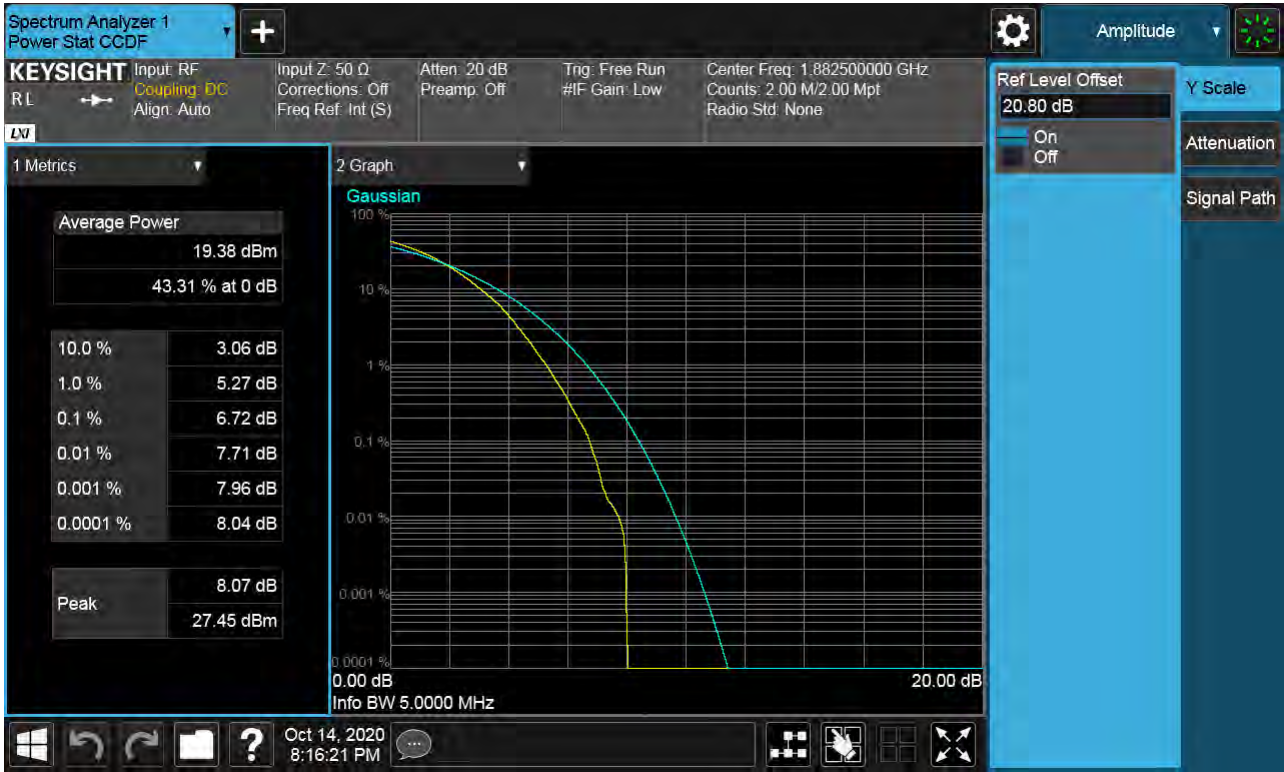 Spectrum Analyzer 1
Power Stat CCDF
+
Amplitude
KEYSIGHT
RL
LXI
Input: RF
Coupling: DC
Align: Auto
Input Z: 50 Ω
Corrections: Off
Freq Ref: Int (S)
Atten: 20 dB
Preamp: Off
Trig: Free Run
#IF Gain: Low
Center Freq: 1.882500000 GHz
Counts: 2.00 M/2.00 Mpt
Radio Std: None
Ref Level Offset
20.80 dB
On
Off
Y Scale
Attenuation
Signal Path
1 Metrics
Average Power
19.38 dBm
43.31 % at 0 dB
10.0 % 3.06 dB
1.0 % 5.27 dB
0.1 % 6.72 dB
0.01 % 7.71 dB
0.001 % 7.96 dB
0.0001 % 8.04 dB
Peak
8.07 dB
27.45 dBm
2 Graph
Gaussian
100 %
10 %
1 %
0.1 %
0.01 %
0.001 %
0.0001 %
0.00 dB 20.00 dB
Info BW 5.0000 MHz
?
Oct 14, 2020
8:16:21 PM